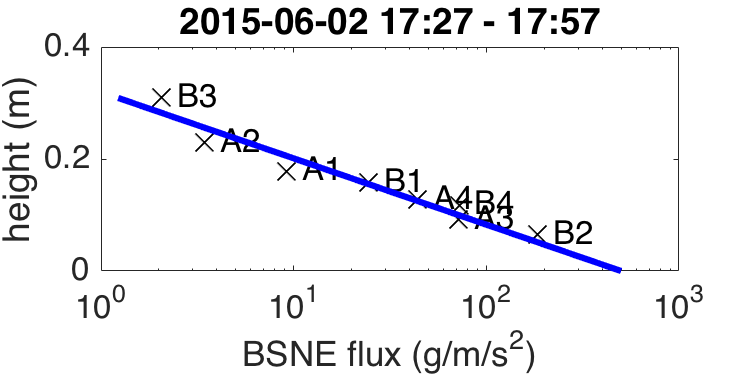 2015-06-02 17:27 - 17:57
height (m)
0.4
0.2
0
B3
A2
A1
B1
A4
B4
A3
B2
10^0
10^1
10^2
10^3
BSNE flux (g/m/s^2)